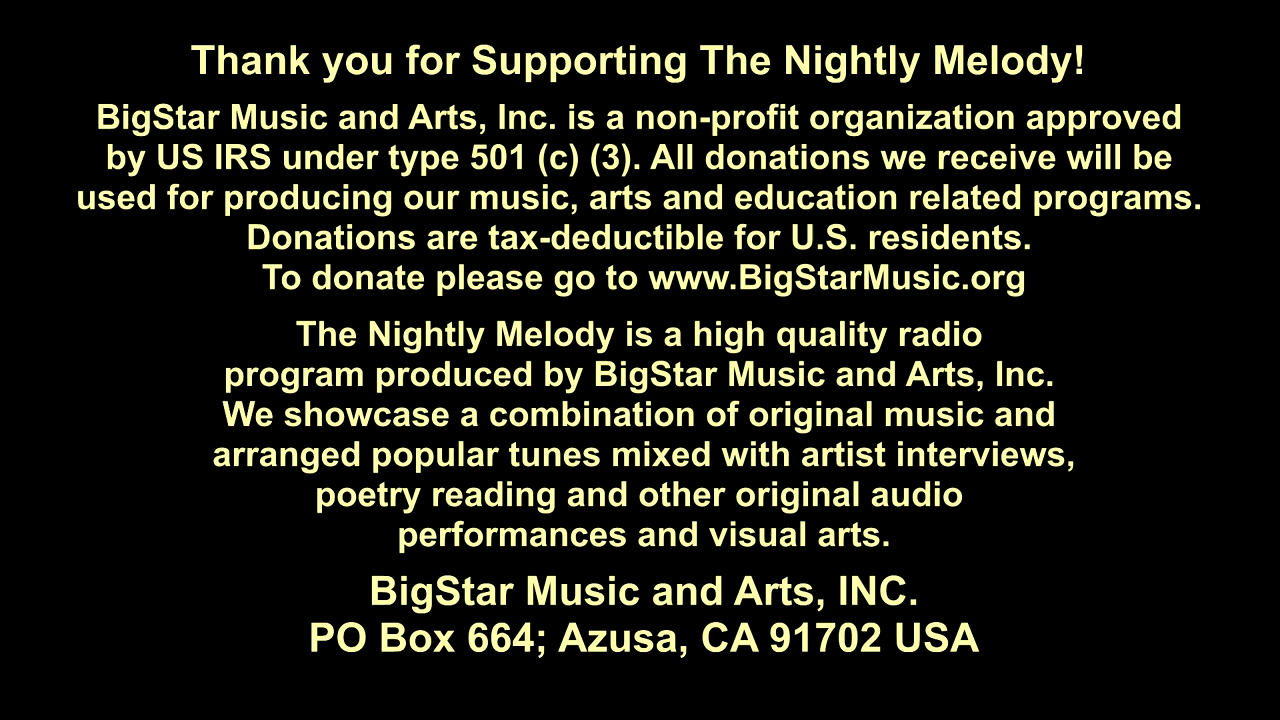 Thank you for Supporting The Nightly Melody!
BigStar Music and Arts, Inc. is a non-profit organization approved
by US IRS under type 501 (c) (3). All donations we receive will be
used for producing our music, arts and education related programs.
Donations are tax-deductible for U.S. residents.
To donate please go to www.BigStarMusic.org
The Nightly Melody is a high quality radio
program produced by BigStar Music and Arts, Inc.
We showcase a combination of original music and
arranged popular tunes mixed with artist interviews,
poetry reading and other original audio
performances and visual arts.
BigStar Music and Arts, INC.
PO Box 664; Azusa, CA 91702 USA